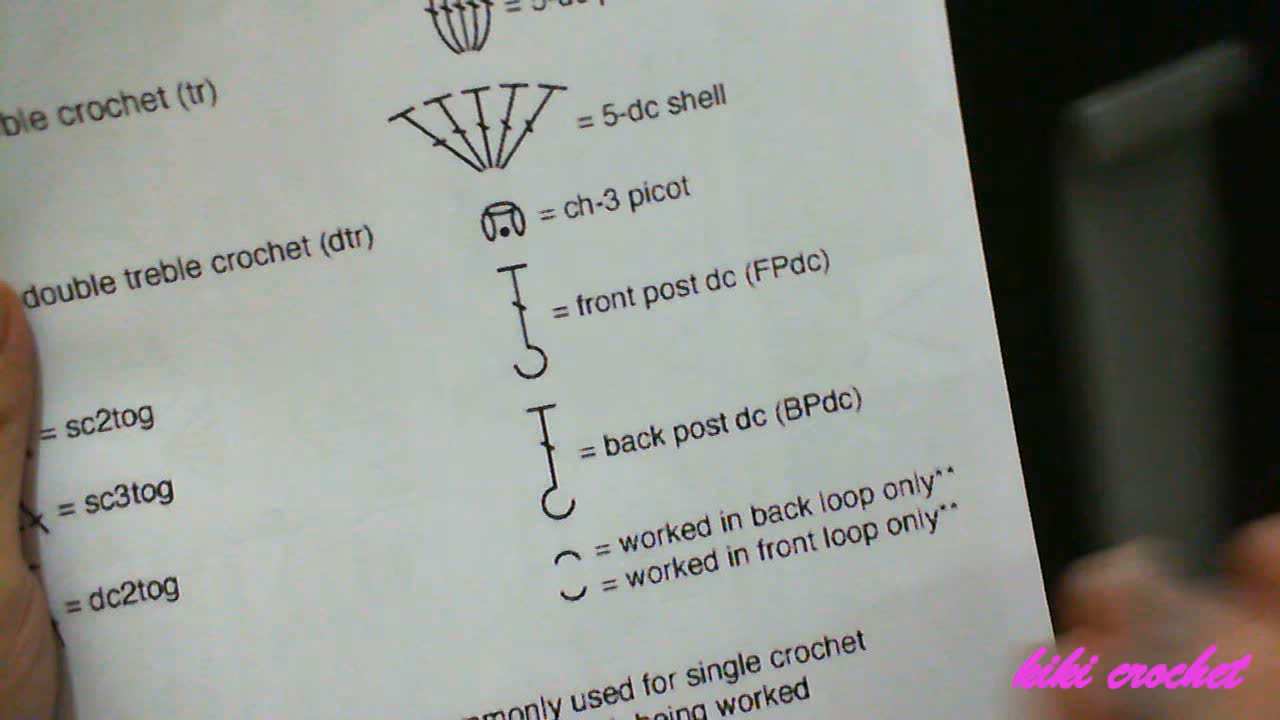 crochet (tr)
double treble crochet (dtr)
= sc2tog
= sc3tog
= dc2tog
= 5-dc shell
= ch-3 picot
= front post dc (FPdc)
= back post dc (BPdc)
= worked in back loop only**
= worked in front loop only**
used for single crochet
being worked
kiki crochet